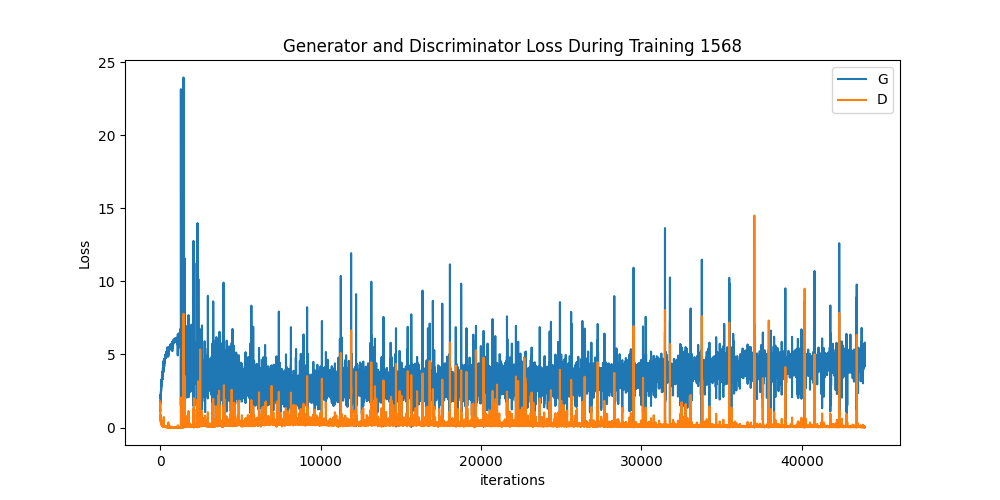 Generator and Discriminator Loss During Training 1568
25
20
15
10
5
0
Loss
G
D
0 10000 20000 30000 40000
iterations